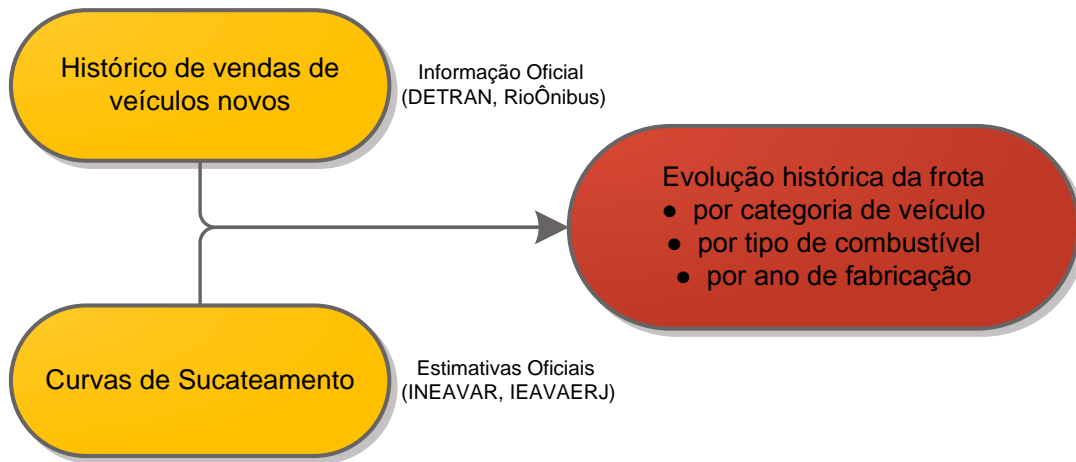 Histórico de vendas de
veículos novos
Informação Oficial
(DETRAN, RioÔnibus)
Evolução histórica da frota
● por categoria de veículo
● por tipo de combustível
● por ano de fabricação
Curvas de Sucateamento
Estimativas Oficiais
(INEAVAR, IEAVAERJ)